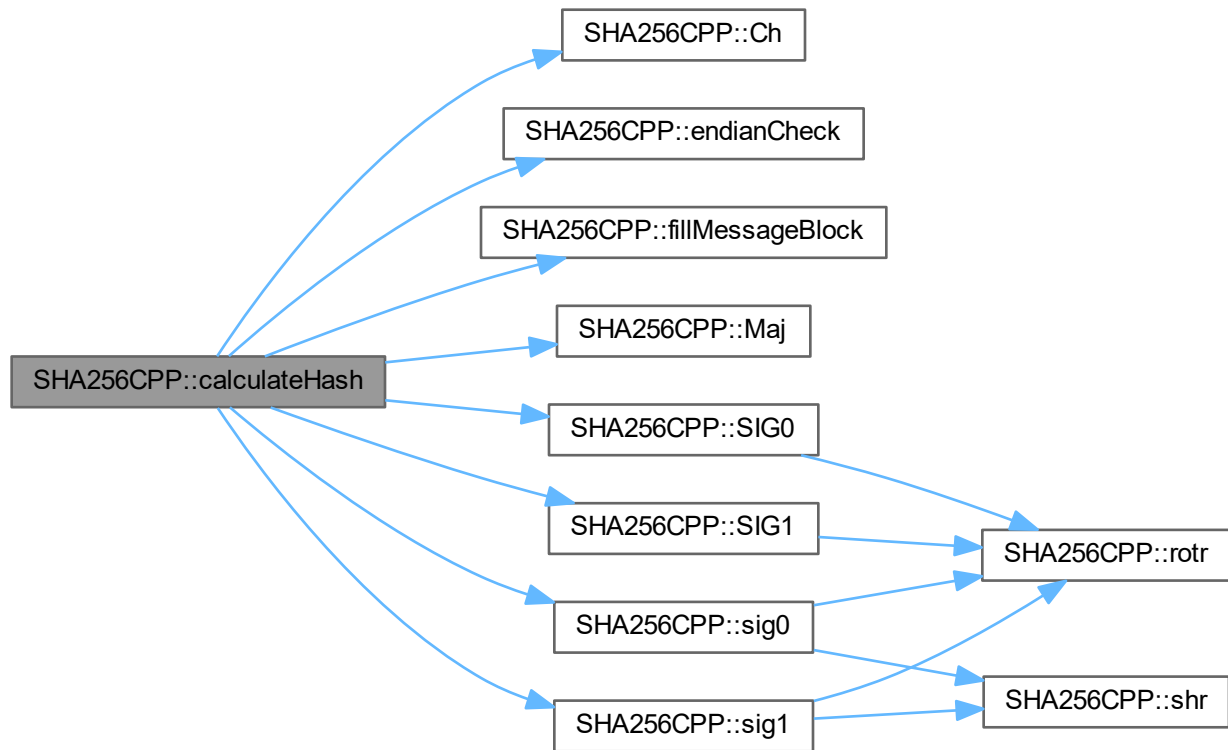 SHA256CPP::Ch
SHA256CPP::endianCheck
SHA256CPP::fillMessageBlock
SHA256CPP::Maj
SHA256CPP::calculateHash
SHA256CPP::SIG0
SHA256CPP::SIG1
SHA256CPP::rotr
SHA256CPP::sig0
SHA256CPP::shr
SHA256CPP::sig1